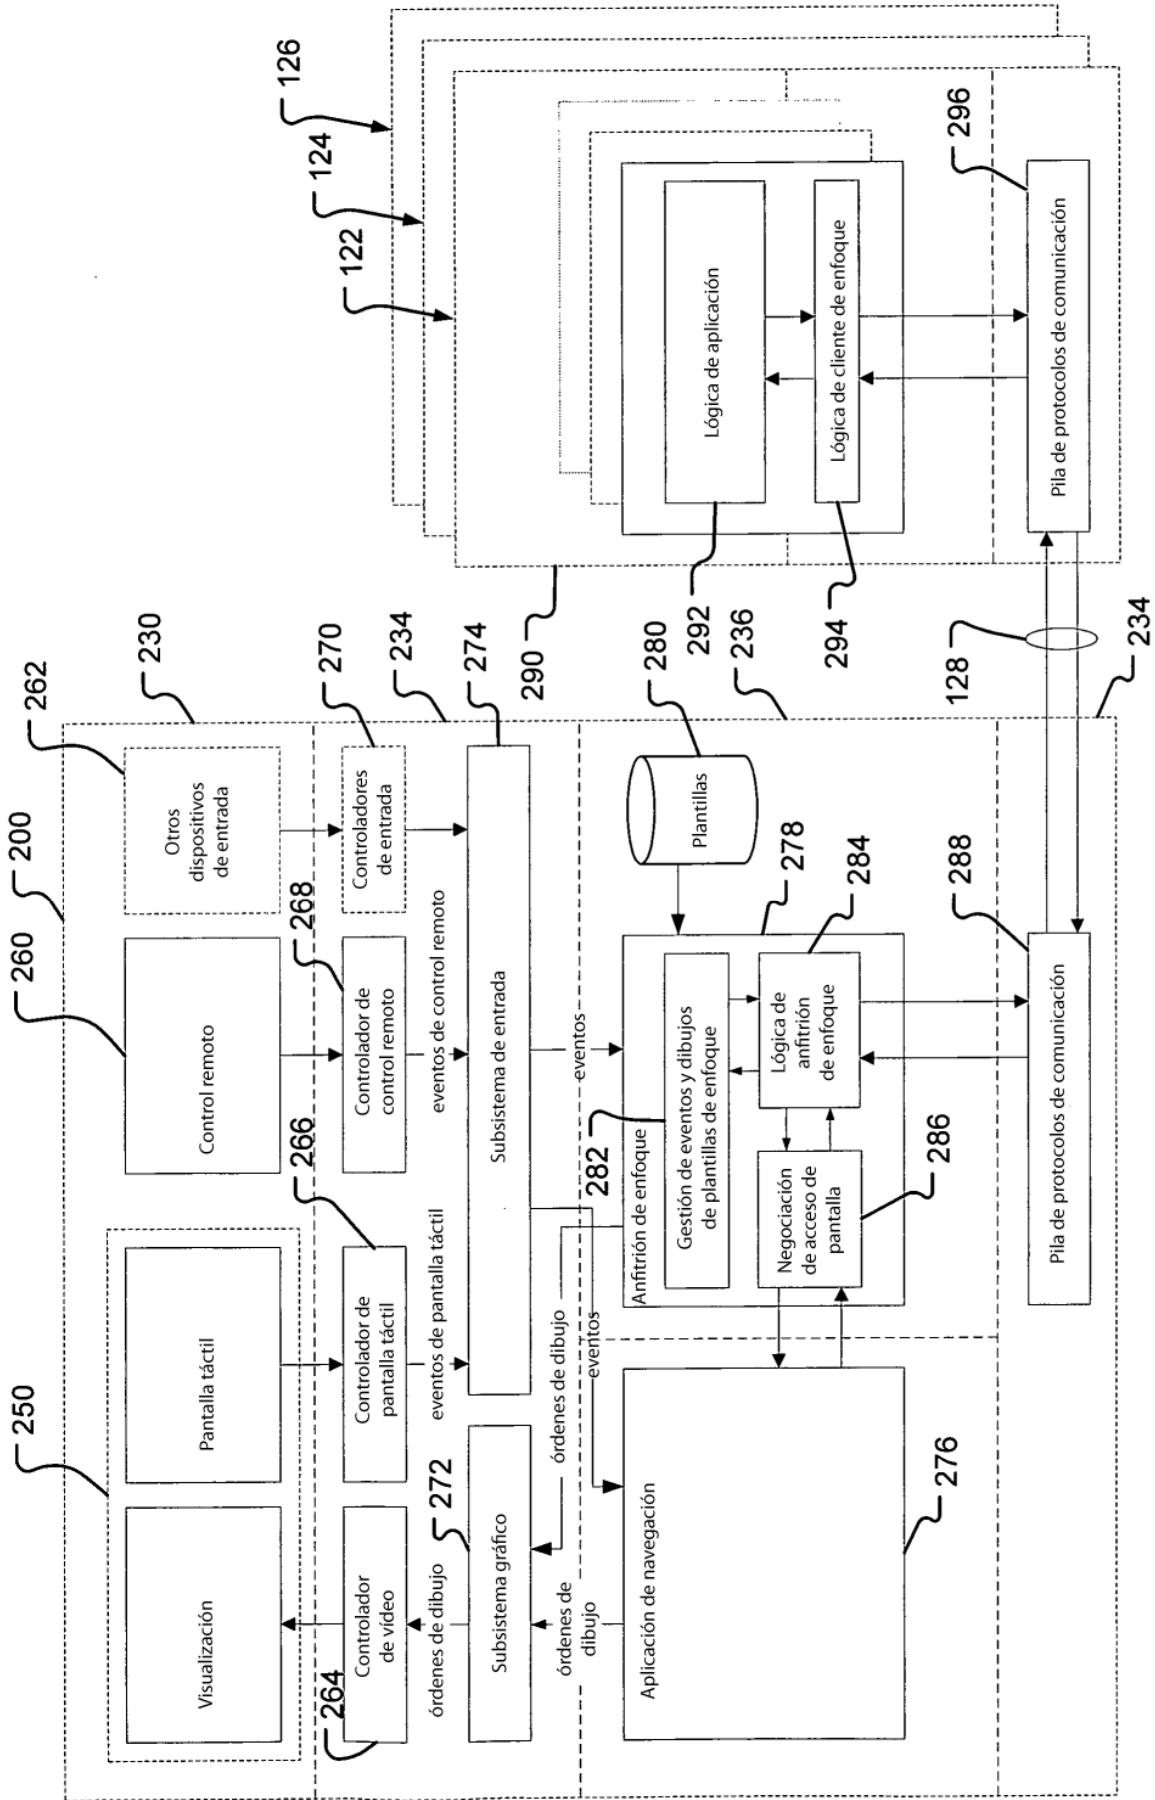 250
260
200
262
230
Visualización
Pantalla táctil
Control remoto
Otros
dispositivos
de entrada
264
266
268
270
126
Controlador
de vídeo
Controlador de
pantalla táctil
Controlador de
control remoto
Controladores
de entrada
234
124
órdenes de dibujo
eventos de pantalla táctil
eventos de control remoto
272
274
122
Subsistema gráfico
Subsistema de entrada
290
órdenes de
dibujo
órdenes de dibujo
eventos
eventos
282
280
Aplicación de navegación
Anfitrión de enfoque
Gestión de eventos y dibujos
de plantillas de enfoque
Plantillas
292
Lógica de aplicación
236
Negociación
de acceso de
pantalla
Lógica de
anfitrión
de enfoque
278
284
294
Lógica de cliente de enfoque
276
286
288
128
296
Pila de protocolos de comunicación
Pila de protocolos de comunicación
234